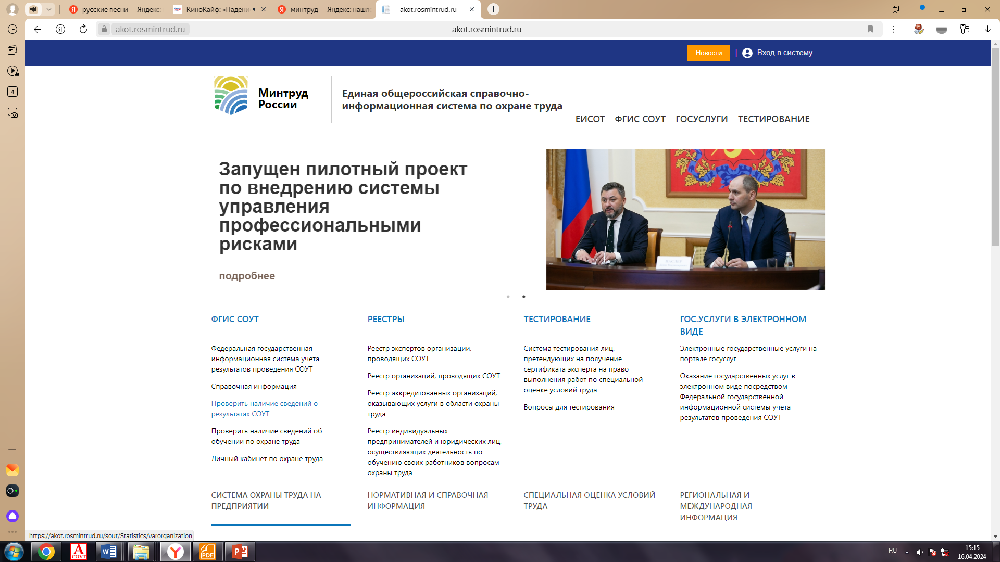 русские песни — Яндекс:
КиноКайф: «Падени
минтруд — Яндекс: нашло
akot.rosmintrud.ru
akot.rosmintrud.ru
akot.rosmintrud.ru
4
Новости | Вход в систему
Минтруд
России
Единая общероссийская справочно-
информационная система по охране труда
ЕИСОТ ФГИС СОУТ ГОСУСЛУГИ ТЕСТИРОВАНИЕ
Запущен пилотный проект
по внедрению системы
управления
профессиональными
рисками
подробнее
ФГИС СОУТ
Федеральная государственная
информационная система учета
результатов проведения СОУТ
Справочная информация
Проверить наличие сведений о
результатах СОУТ
Проверить наличие сведений об
обучении по охране труда
Личный кабинет по охране труда
РЕЕСТРЫ
Реестр экспертов организации,
проводящих СОУТ
Реестр организаций, проводящих СОУТ
Реестр аккредитованных организаций,
оказывающих услуги в области охраны
труда
Реестр индивидуальных
предпринимателей и юридических лиц,
осуществляющих деятельность по
обучению своих работников вопросам
охраны труда
ТЕСТИРОВАНИЕ
Система тестирования лиц,
претендующих на получение
сертификата эксперта на право
выполнения работ по специальной
оценке условий труда
Вопросы для тестирования
ГОС.УСЛУГИ В ЭЛЕКТРОННОМ
ВИДЕ
Электронные государственные услуги на
портале госуслуг
Оказание государственных услуг в
электронном виде посредством
Федеральной государственной
информационной системы учёта
результатов проведения СОУТ
СИСТЕМА ОХРАНЫ ТРУДА НА
ПРЕДПРИЯТИИ
НОРМАТИВНАЯ И СПРАВОЧНАЯ
ИНФОРМАЦИЯ
СПЕЦИАЛЬНАЯ ОЦЕНКА УСЛОВИЙ
ТРУДА
РЕГИОНАЛЬНАЯ И
МЕЖДУНАРОДНАЯ
ИНФОРМАЦИЯ
https://akot.rosmintrud.ru/sout/Statistics/varorganization
А
СОУТ
PDF
RU
15:15
16.04.2024